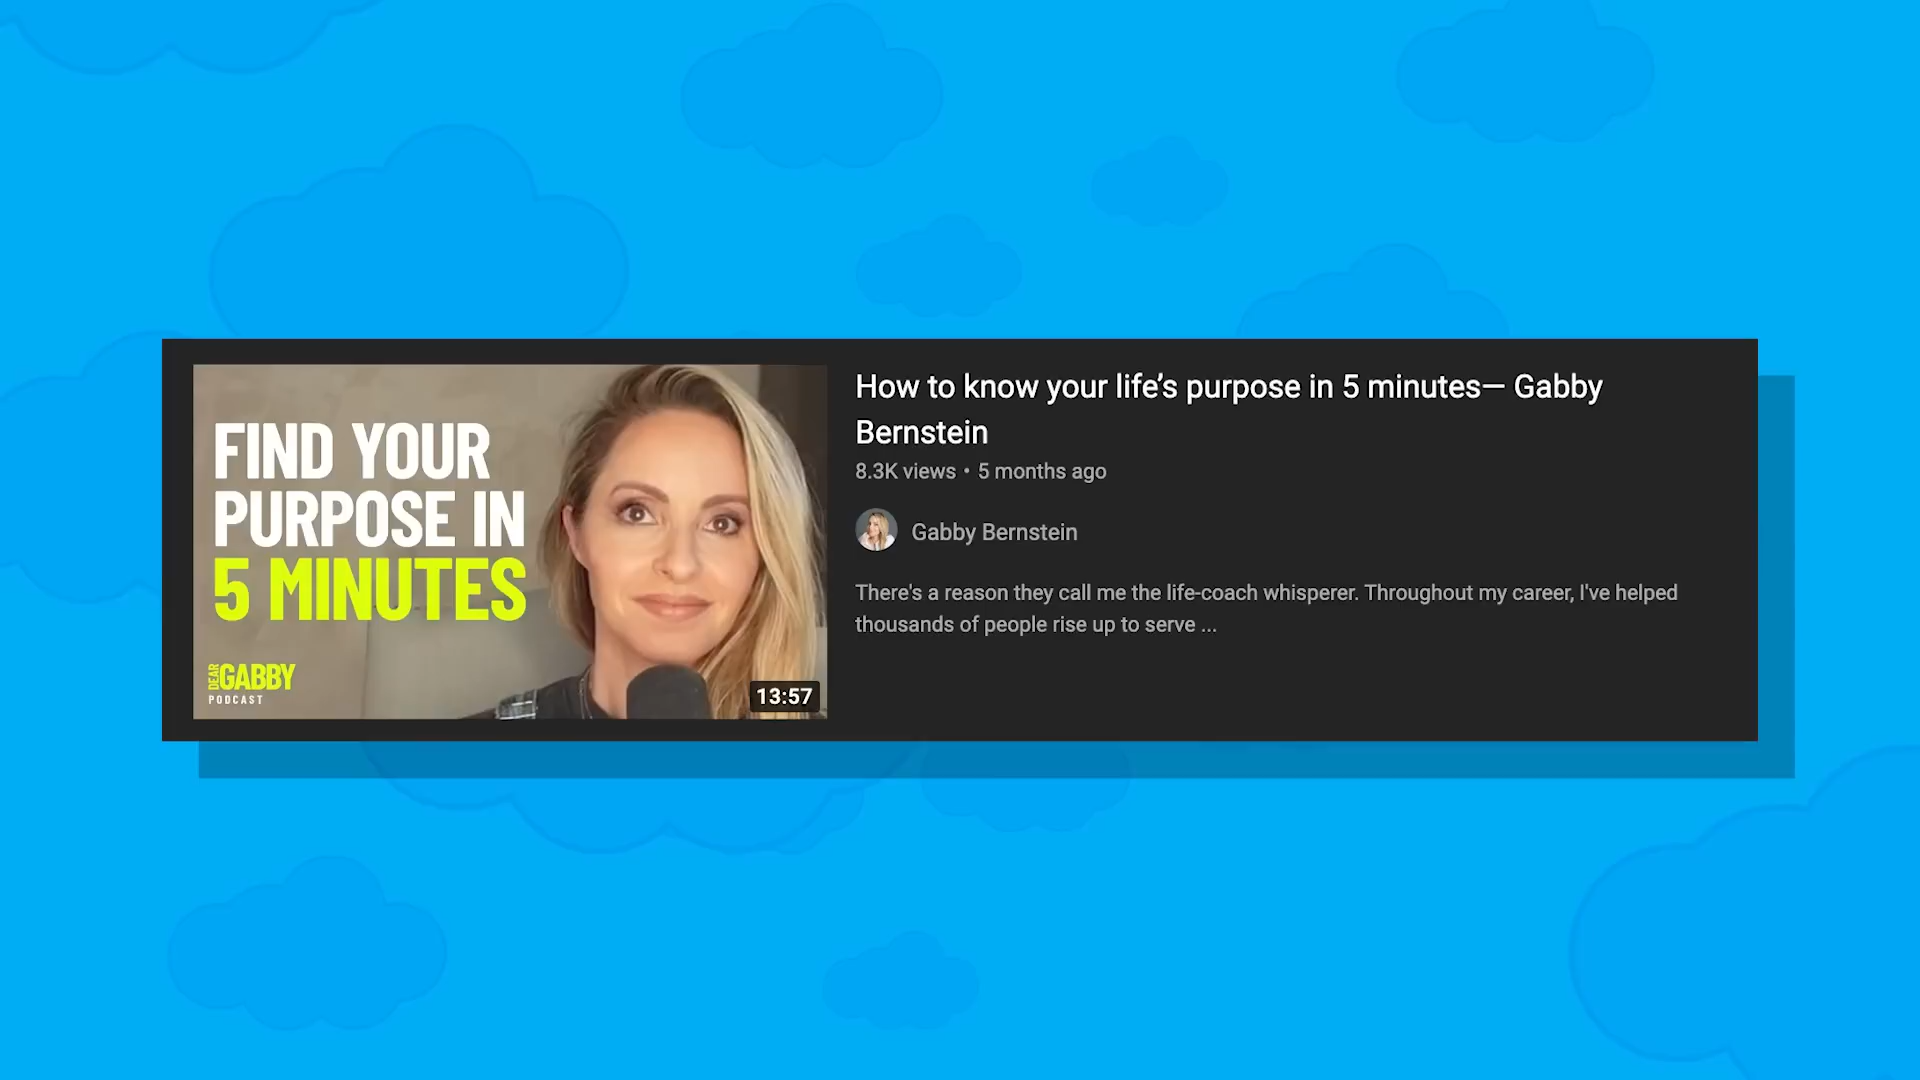 FIND YOUR
PURPOSE IN
5 MINUTES
DEAR
GABBY
PODCAST
13:57
How to know your life’s purpose in 5 minutes— Gabby
Bernstein
8.3K views • 5 months ago
Gabby Bernstein
There's a reason they call me the life-coach whisperer. Throughout my career, I've helped
thousands of people rise up to serve ...